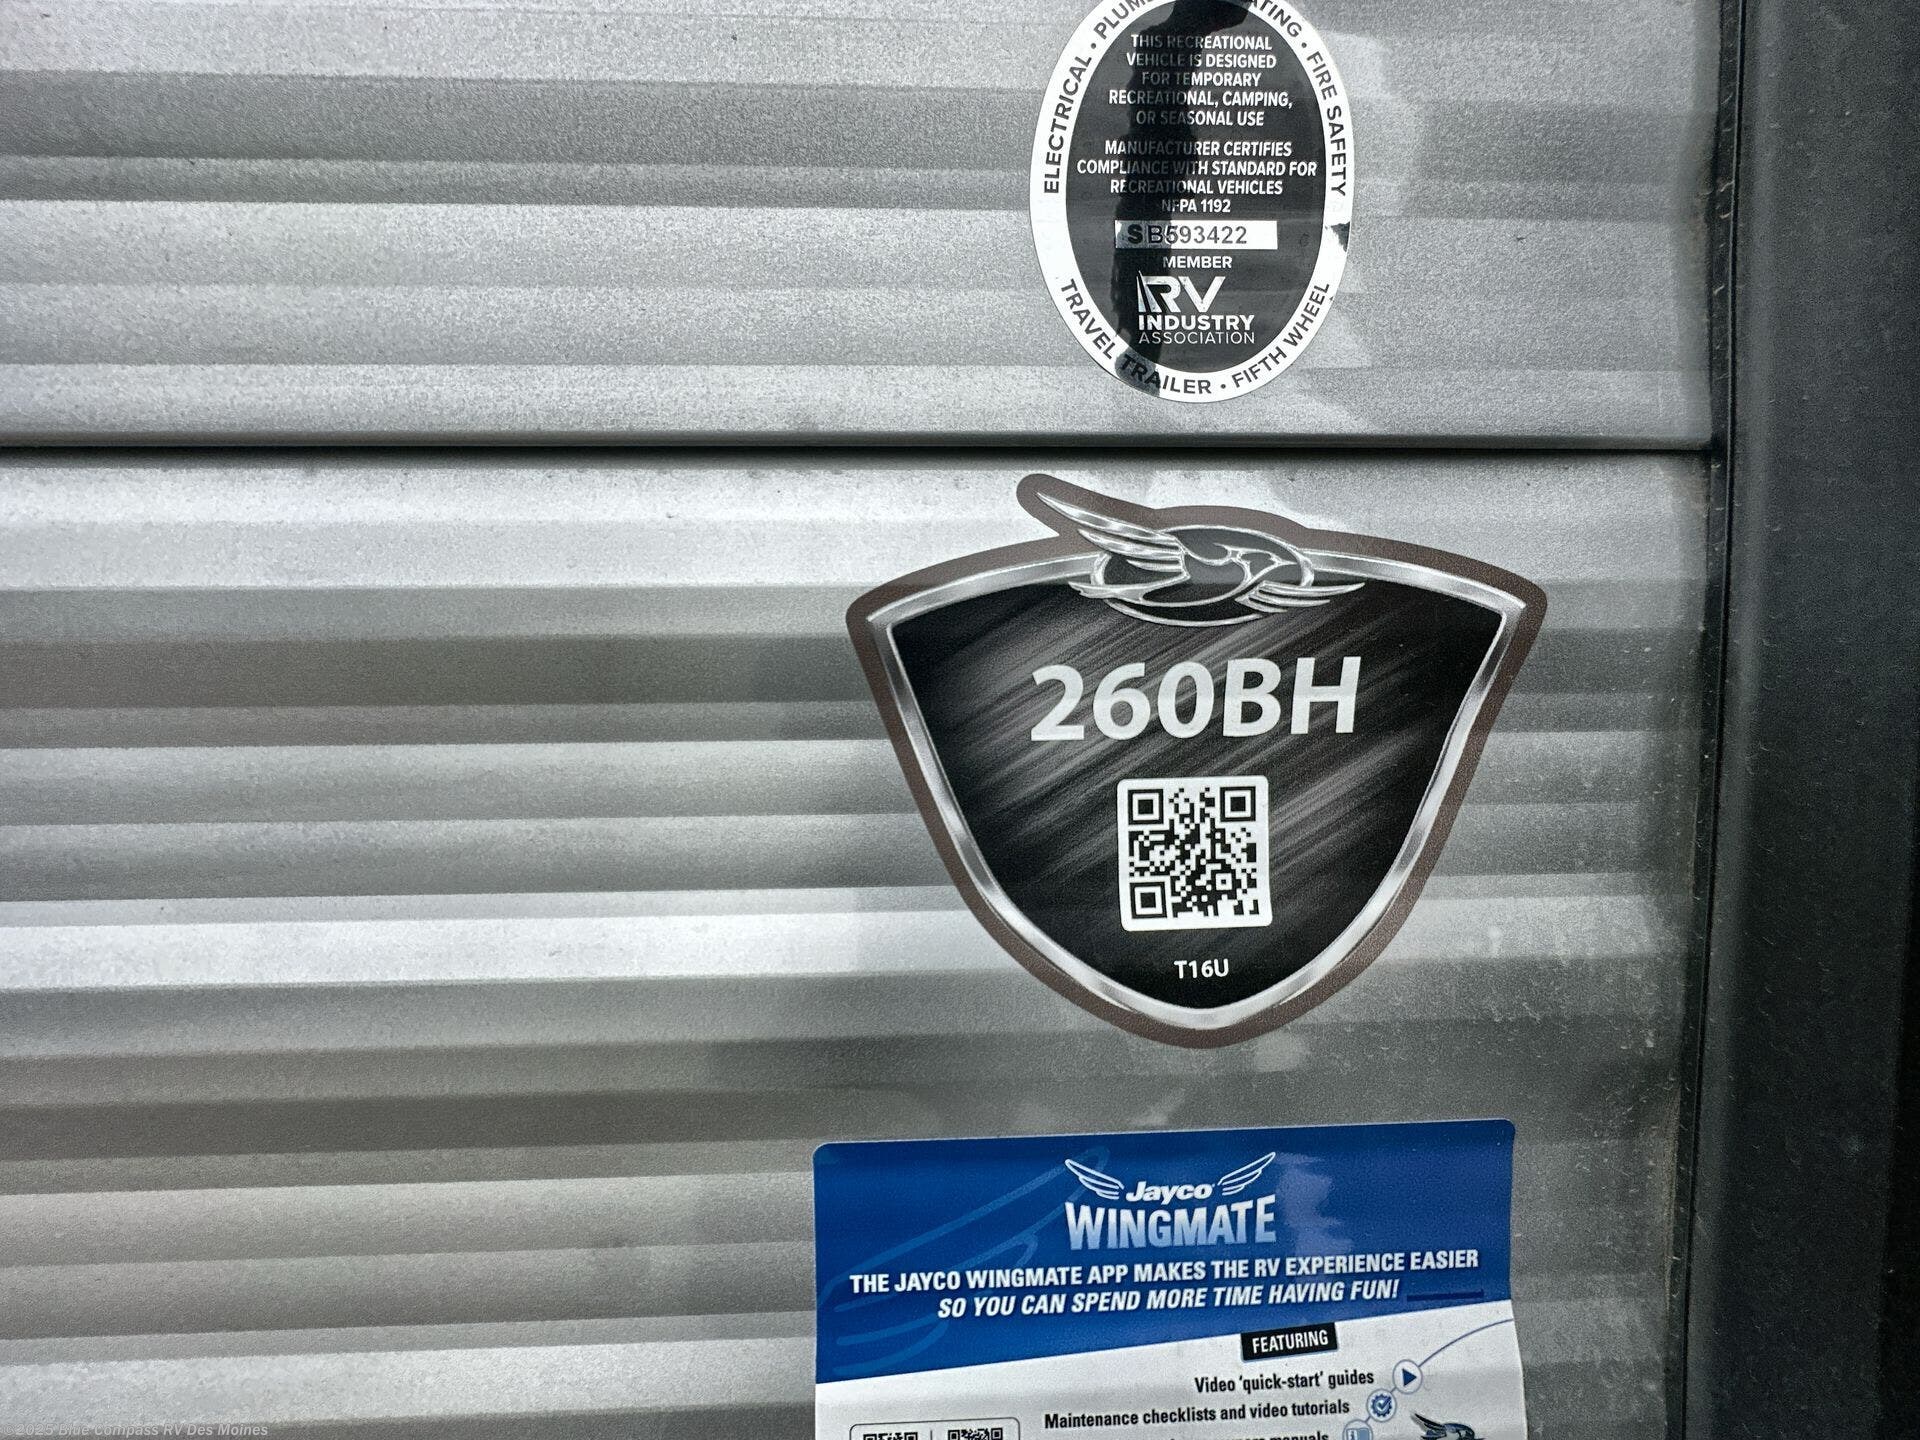 ELECTRICAL • PLUM
ATING • FIRE SAFETY
THIS RECREATIONAL
VEHICLE IS DESIGNED
FOR TEMPORARY
RECREATIONAL, CAMPING,
OR SEASONAL USE
MANUFACTURER CERTIFIES
COMPLIANCE WITH STANDARD FOR
RECREATIONAL VEHICLES
NFPA 1192
SB593422
MEMBER
RV
INDUSTRY
ASSOCIATION
TRAVEL TRAILER • FIFTH WHEEL
260BH
T16U
Jayco
WINGMATE
THE JAYCO WINGMATE APP MAKES THE RV EXPERIENCE EASIER
SO YOU CAN SPEND MORE TIME HAVING FUN!
FEATURING
Video 'quick-start' guides
Maintenance checklists and video tutorials
manuals
©2025 Blue Compass RV Des Moines